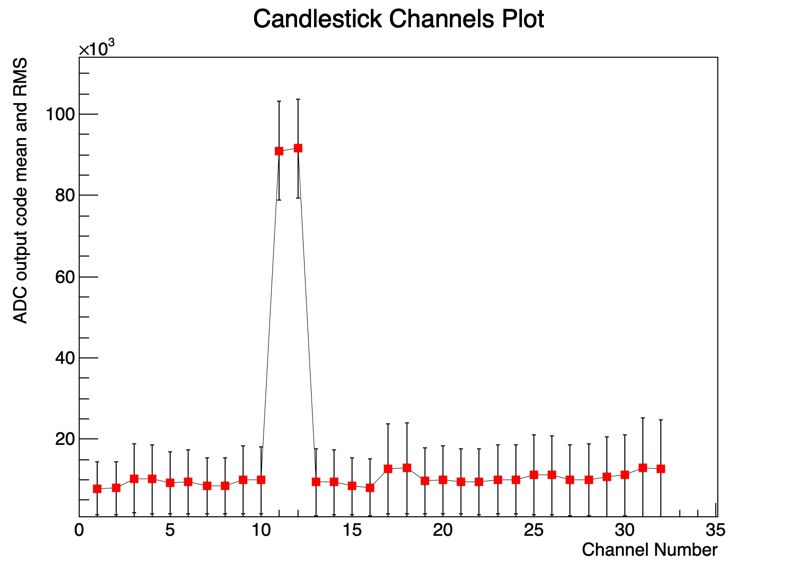 Candlestick Channels Plot
×10³
ADC output code mean and RMS
100
80
60
40
20
0 5 10 15 20 25 30 35
Channel Number